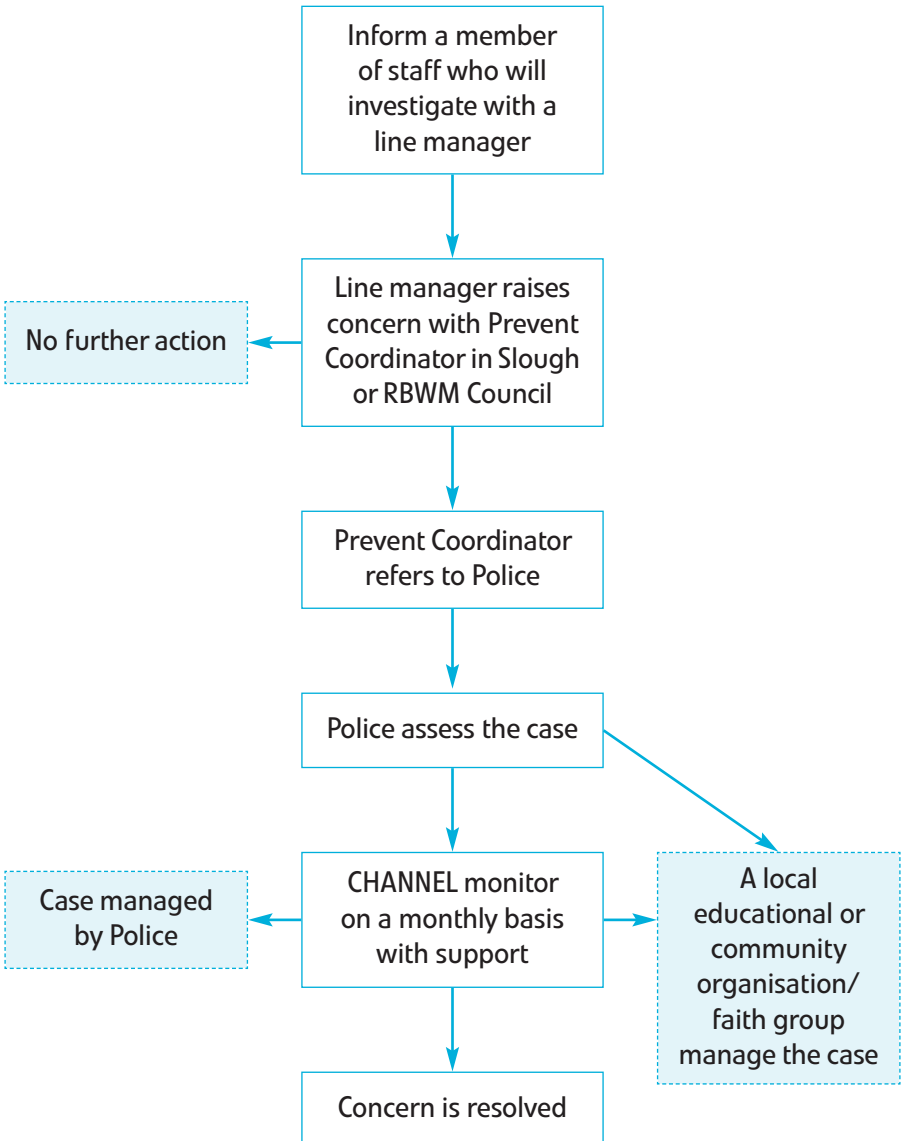 Inform a member
of staff who will
investigate with a
line manager
Line manager raises
concern with Prevent
Coordinator in Slough
or RBWM Council
No further action
Prevent Coordinator
refers to Police
Police assess the case
Case managed
by Police
CHANNEL monitor
on a monthly basis
with support
A local
educational or
community
organisation/
faith group
manage the case
Concern is resolved